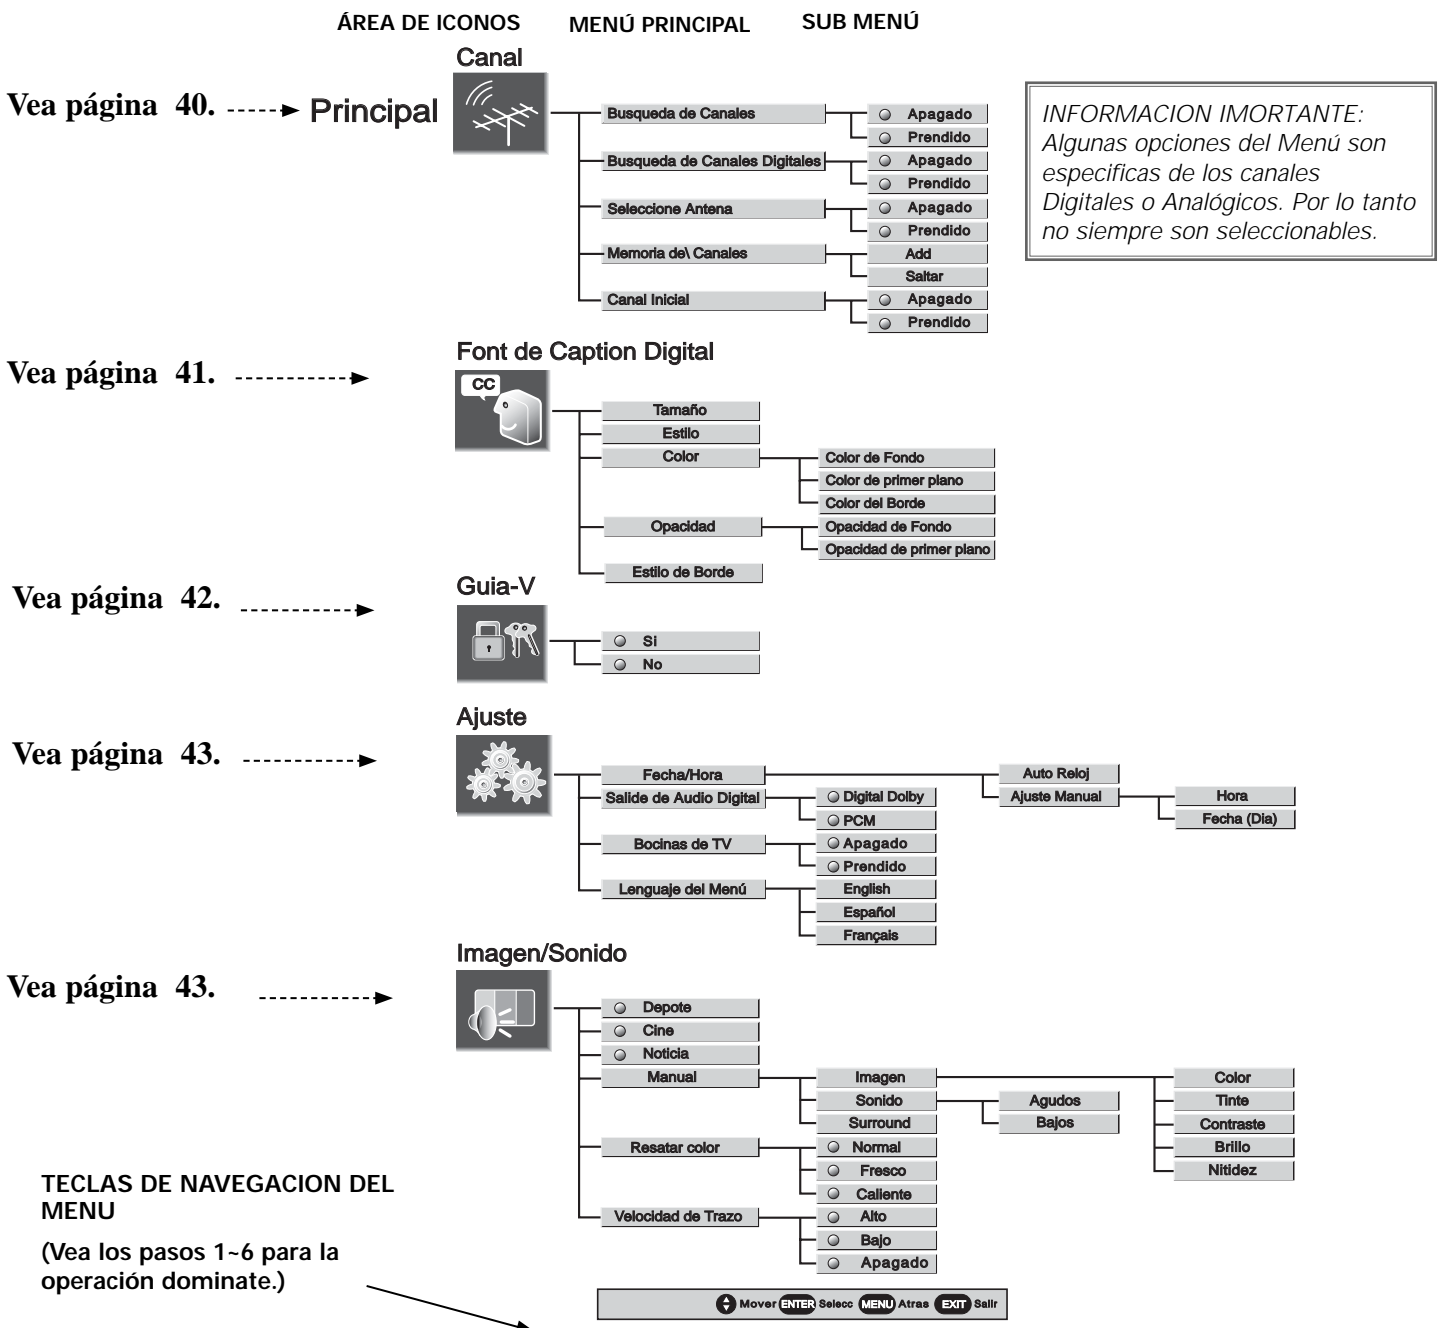 ÁREA DE ICONOS
MENÚ PRINCIPAL
SUB MENÚ
Vea página 40.
Principal
Canal
Busqueda de Canales
Apagado
Prendido
Busqueda de Canales Digitales
Apagado
Prendido
Seleccione Antena
Apagado
Prendido
Memoria de\ Canales
Add
Saltar
Canal Inicial
Apagado
Prendido
INFORMACION IMORTANTE:
Algunas opciones del Menú son
especificas de los canales
Digitales o Analógicos. Por lo tanto
no siempre son seleccionables.
Vea página 41.
Font de Caption Digital
CC
Tamaño
Estilo
Color
Color de Fondo
Color de primer plano
Color del Borde
Opacidad
Opacidad de Fondo
Opacidad de primer plano
Estilo de Borde
Vea página 42.
Guia-V
Si
No
Vea página 43.
Ajuste
Fecha/Hora
Auto Reloj
Ajuste Manual
Hora
Fecha (Dia)
Salide de Audio Digital
Digital Dolby
PCM
Bocinas de TV
Apagado
Prendido
Lenguaje del Menú
English
Español
Français
Vea página 43.
Imagen/Sonido
Depote
Cine
Noticia
Manual
Imagen
Color
Tinte
Contraste
Brillo
Nitidez
Sonido
Agudos
Bajos
Surround
Resatar color
Normal
Fresco
Caliente
Velocidad de Trazo
Alto
Bajo
Apagado
TECLAS DE NAVEGACION DEL
MENU
(Vea los pasos 1~6 para la
operación dominate.)
Mover ENTER Selecc MENU Atras EXIT Salir